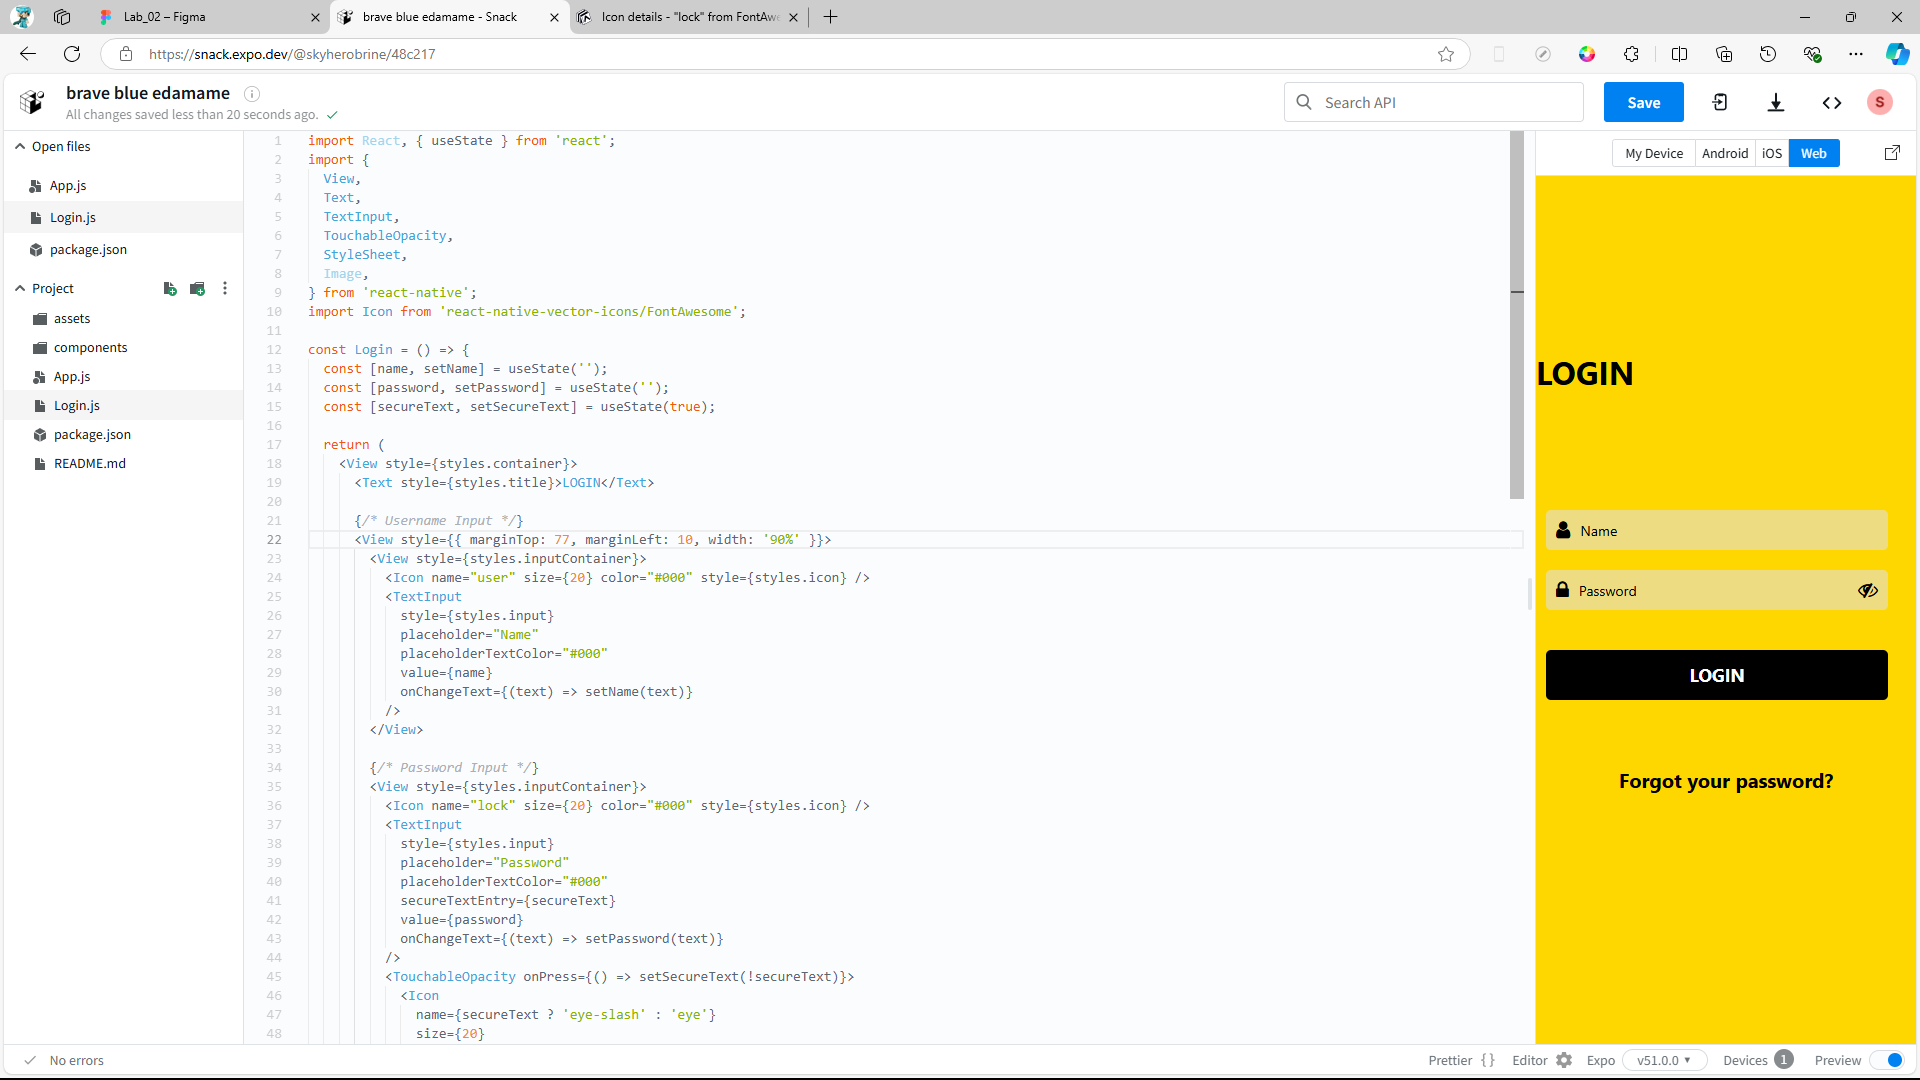 Lab_02 – Figma
brave blue edamame - Snack
Icon details - "lock" from FontAwe
https://snack.expo.dev/@skyherobrine/48c217
brave blue edamame
All changes saved less than 20 seconds ago.
Search API
Save
S
Open files
App.js
Login.js
package.json
Project
assets
components
App.js
Login.js
package.json
README.md
1 import React, { useState } from 'react';
2 import {
3 View,
4 Text,
5 TextInput,
6 TouchableOpacity,
7 StyleSheet,
8 Image,
9 } from 'react-native';
10 import Icon from 'react-native-vector-icons/FontAwesome';
11
12 const Login = () => {
13 const [name, setName] = useState('');
14 const [password, setPassword] = useState('');
15 const [secureText, setSecureText] = useState(true);
16
17 return (
18 <View style={styles.container}>
19 <Text style={styles.title}>LOGIN</Text>
20
21 {/* Username Input */}
22 <View style={{ marginTop: 77, marginLeft: 10, width: '90%' }}>
23 <View style={styles.inputContainer}>
24 <Icon name="user" size={20} color="#000" style={styles.icon} />
25 <TextInput
26 style={styles.input}
27 placeholder="Name"
28 placeholderTextColor="#000"
29 value={name}
30 onChangeText={(text) => setName(text)}
31 />
32 </View>
33
34 {/* Password Input */}
35 <View style={styles.inputContainer}>
36 <Icon name="lock" size={20} color="#000" style={styles.icon} />
37 <TextInput
38 style={styles.input}
39 placeholder="Password"
40 placeholderTextColor="#000"
41 secureTextEntry={secureText}
42 value={password}
43 onChangeText={(text) => setPassword(text)}
44 />
45 <TouchableOpacity onPress={() => setSecureText(!secureText)}>
46 <Icon
47 name={secureText ? 'eye-slash' : 'eye'}
48 size={20}
My Device
Android
iOS
Web
LOGIN
Name
Password
LOGIN
Forgot your password?
No errors
Prettier { }
Editor
Expo
v51.0.0
Devices 1
Preview